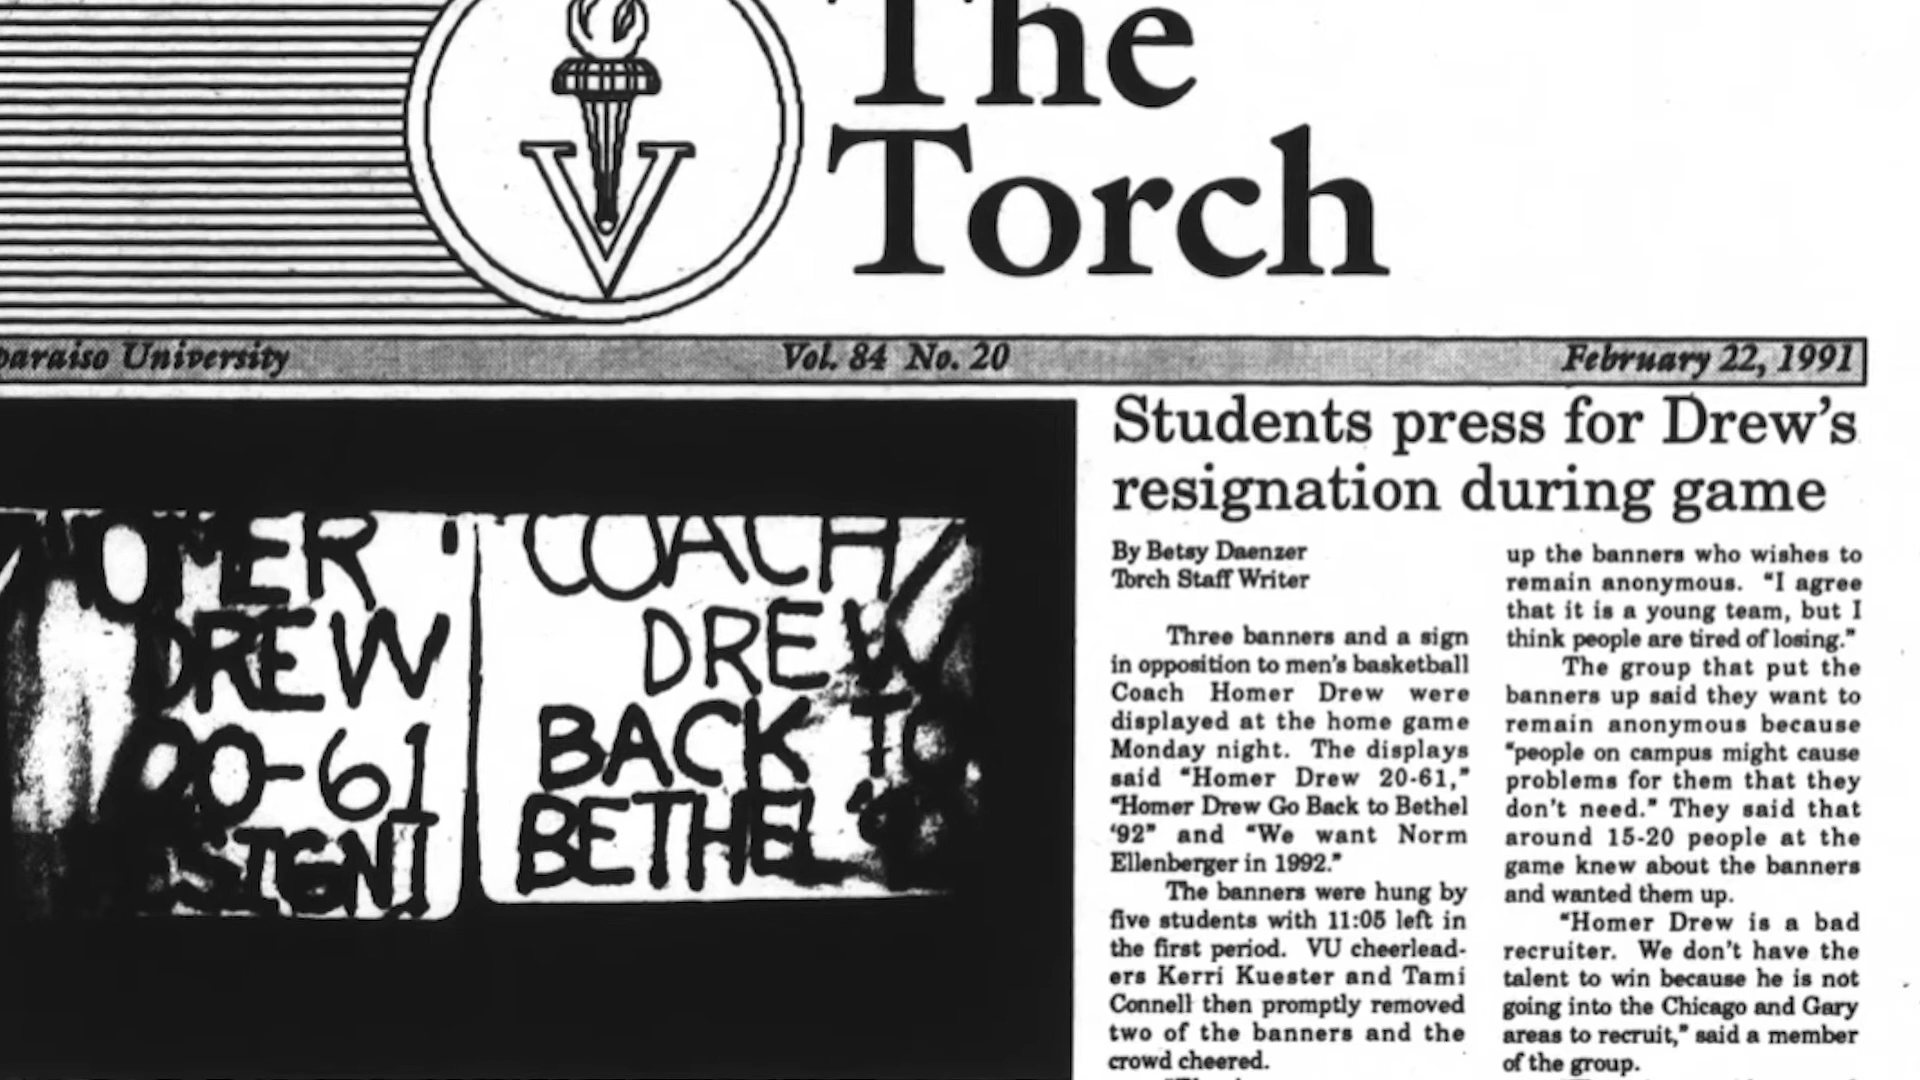 The
Torch
V
paraiso University Vol. 84 No. 20 February 22, 1991
Students press for Drew's
resignation during game
By Betsy Daenzer
Torch Staff Writer
Three banners and a sign
in opposition to men's basketball
Coach Homer Drew were
displayed at the home game
Monday night. The displays
said "Homer Drew 20-61,"
"Homer Drew Go Back to Bethel
'92" and "We want Norm
Ellenberger in 1992."
The banners were hung by
five students with 11:05 left in
the first period. VU cheerlead-
ers Kerri Kuester and Tami
Connell then promptly removed
two of the banners and the
crowd cheered.
up the banners who wishes to
remain anonymous. "I agree
that it is a young team, but I
think people are tired of losing."
The group that put the
banners up said they want to
remain anonymous because
"people on campus might cause
problems for them that they
don't need." They said that
around 15-20 people at the
game knew about the banners
and wanted them up.
"Homer Drew is a bad
recruiter. We don't have the
talent to win because he is not
going into the Chicago and Gary
areas to recruit," said a member
of the group.
OMER
DREW
20-61
SIGN!
COACH
DREW
BACK TO
BETHEL